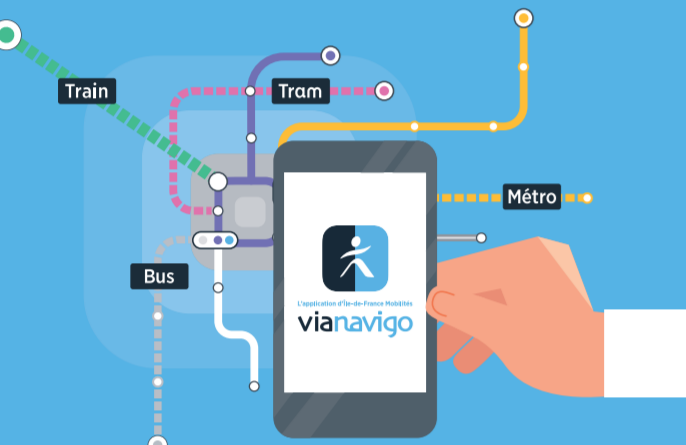 Train
Tram
Métro
Bus
L'application d'Île-de-France Mobilités
vianavigo